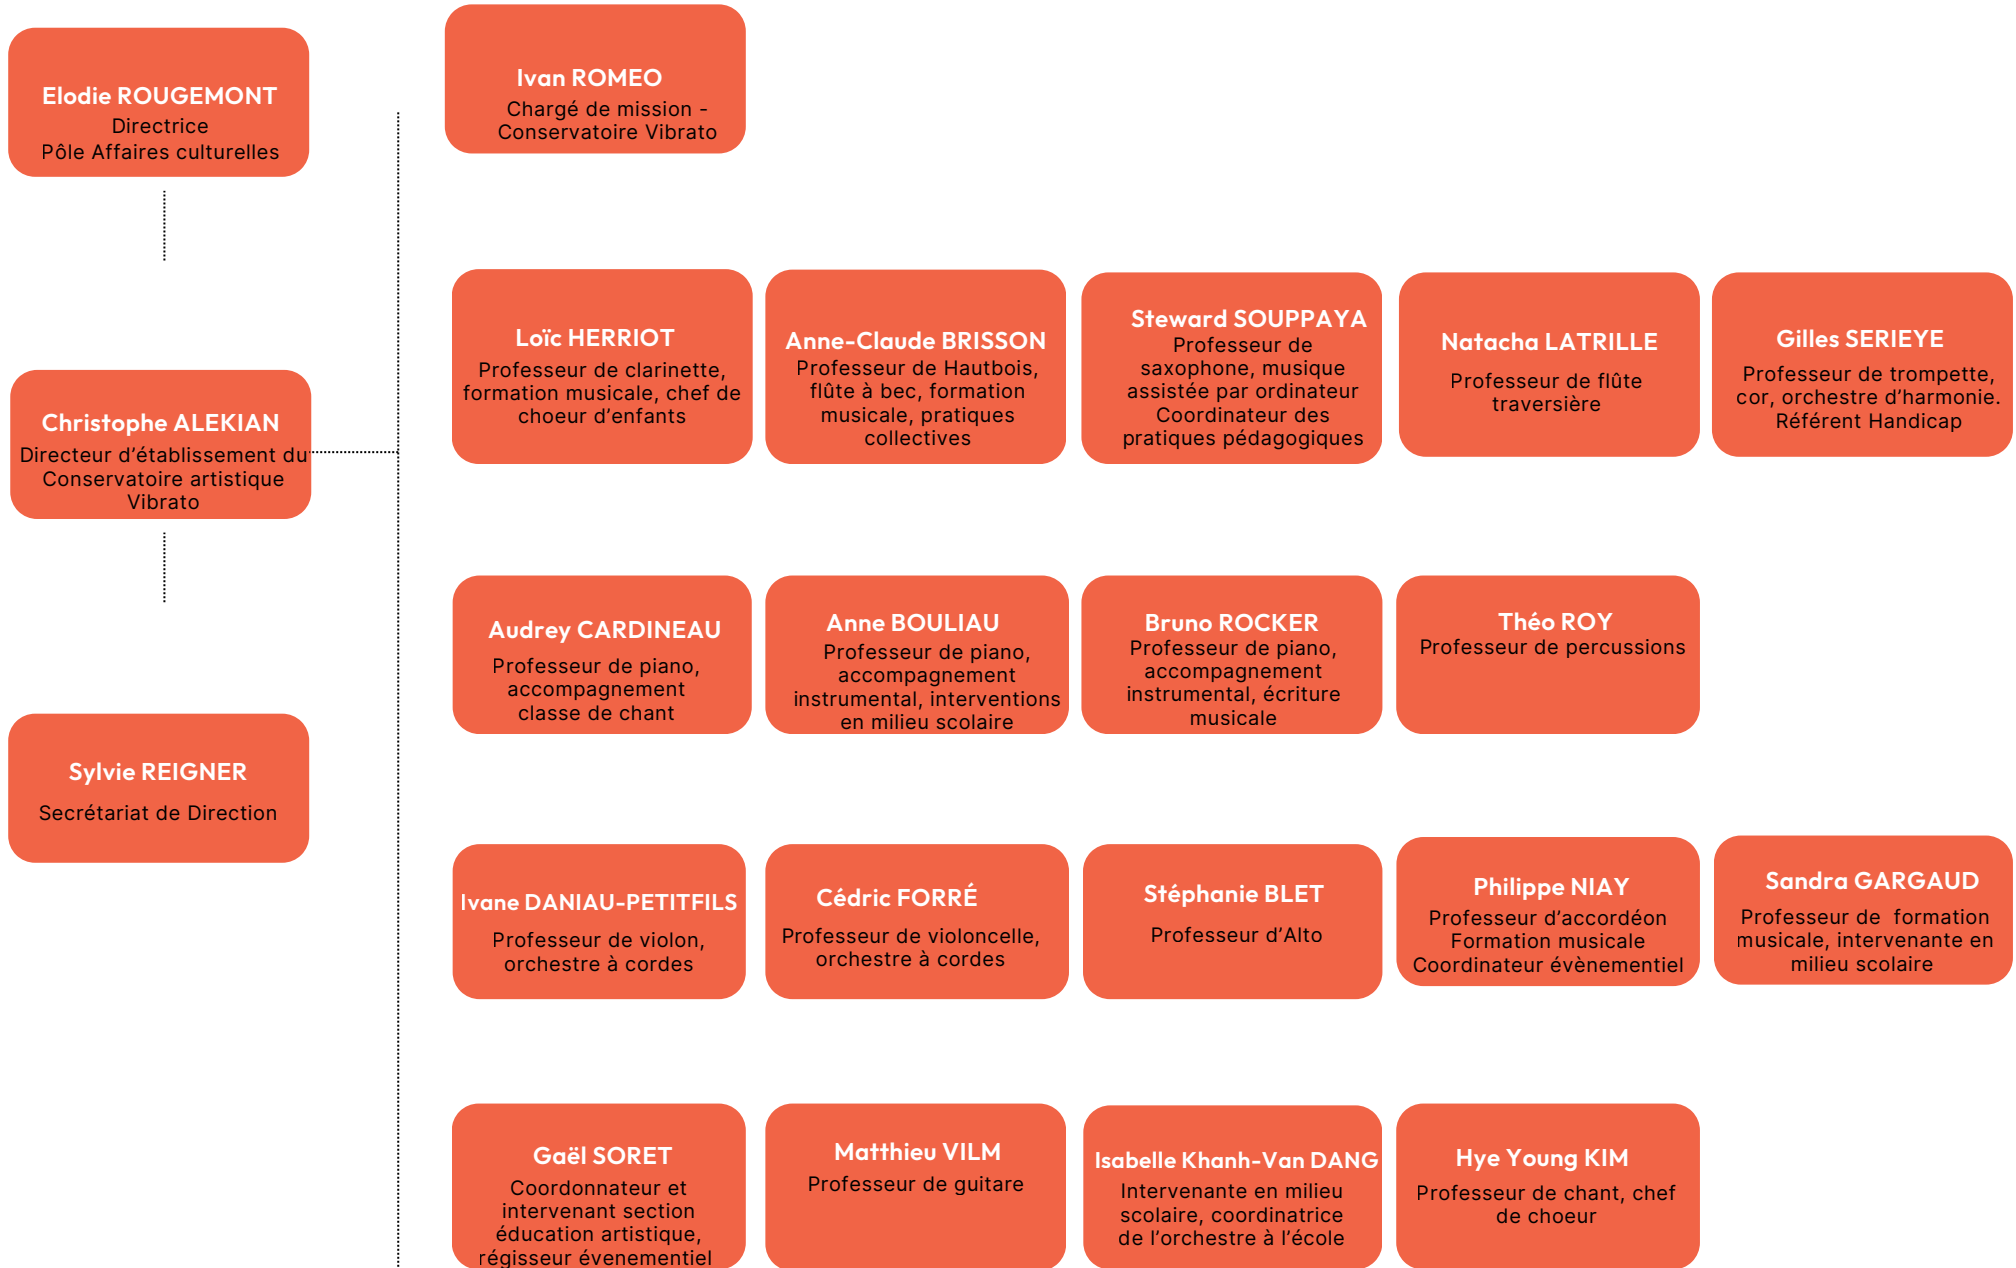 Elodie ROUGEMONT
Directrice
Pôle Affaires culturelles
Ivan ROMEO
Chargé de mission -
Conservatoire Vibrato
Christophe ALEKIAN
Directeur d'établissement du
Conservatoire artistique
Vibrato
Sylvie REIGNER
Secrétariat de Direction
Loïc HERRIOT
Professeur de clarinette,
formation musicale, chef de
choeur d'enfants
Anne-Claude BRISSON
Professeur de Hautbois,
flûte à bec, formation
musicale, pratiques
collectives
Steward SOUPPAYA
Professeur de
saxophone, musique
assistée par ordinateur
Coordinateur des
pratiques pédagogiques
Natacha LATRILLE
Professeur de flûte
traversière
Gilles SERIEYE
Professeur de trompette,
cor, orchestre d'harmonie.
Référent Handicap
Audrey CARDINEAU
Professeur de piano,
accompagnement
classe de chant
Anne BOULIAU
Professeur de piano,
accompagnement
instrumental, interventions
en milieu scolaire
Bruno ROCKER
Professeur de piano,
accompagnement
instrumental, écriture
musicale
Théo ROY
Professeur de percussions
Ivane DANIAU-PETITFILS
Professeur de violon,
orchestre à cordes
Cédric FORRÉ
Professeur de violoncelle,
orchestre à cordes
Stéphanie BLET
Professeur d'Alto
Philippe NIAY
Professeur d'accordéon
Formation musicale
Coordinateur évènementiel
Sandra GARGAUD
Professeur de formation
musicale, intervenante en
milieu scolaire
Gaël SORET
Coordonnateur et
intervenant section
éducation artistique,
régisseur évenementiel
Matthieu VILM
Professeur de guitare
Isabelle Khanh-Van DANG
Intervenante en milieu
scolaire, coordinatrice
de l'orchestre à l'école
Hye Young KIM
Professeur de chant, chef
de choeur